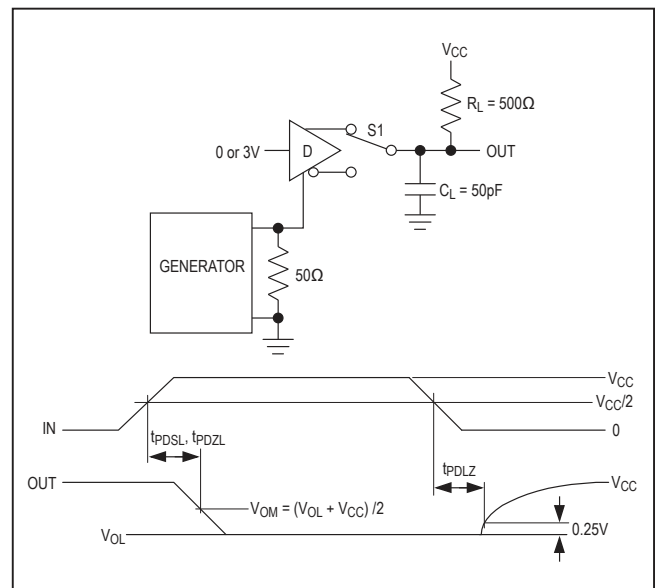 VCC
RL = 500Ω
S1
0 or 3V
D
OUT
CL = 50pF
GENERATOR
50Ω
VCC
VCC/2
IN
0
tPDSL, tPDZL
tPDLZ
OUT
VCC
VOM = (VOL + VCC) /2
0.25V
VOL